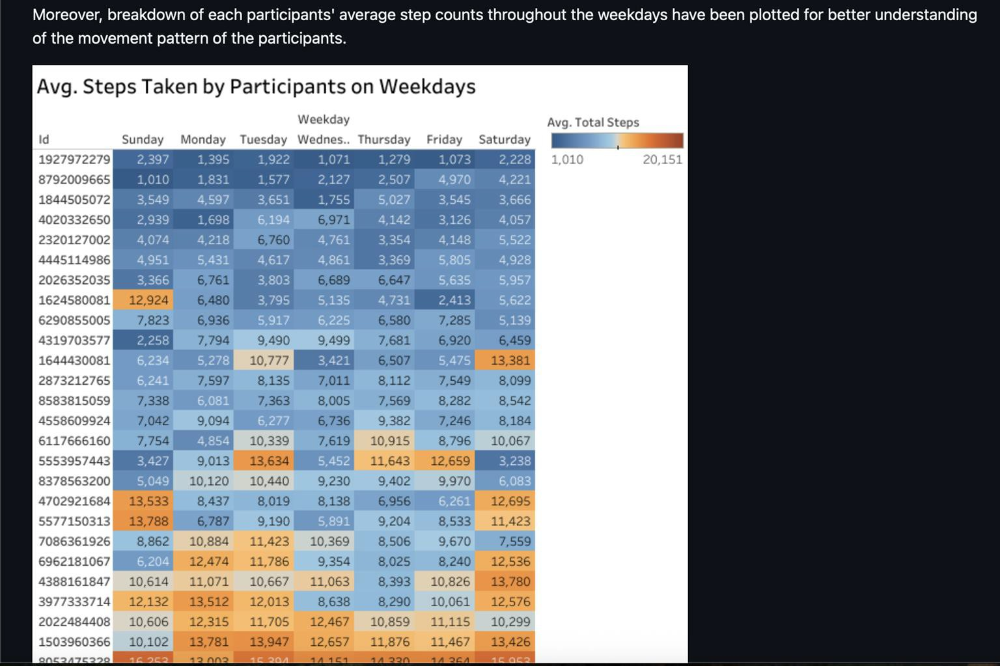 Moreover, breakdown of each participants' average step counts throughout the weekdays have been plotted for better understanding
of the movement pattern of the participants.
Avg. Steps Taken by Participants on Weekdays
Weekday
Id Sunday Monday Tuesday Wednes.. Thursday Friday Saturday
1927972279 2,397 1,395 1,922 1,071 1,279 1,073 2,228
8792009665 1,010 1,831 1,577 2,127 2,507 4,970 4,221
1844505072 3,549 4,597 3,651 1,755 5,027 3,545 3,666
4020332650 2,939 1,698 6,194 6,971 4,142 3,126 4,057
2320127002 4,074 4,218 6,760 4,761 3,354 4,148 5,522
4445114986 4,951 5,431 4,617 4,861 3,369 5,805 4,928
2026352035 3,366 6,761 3,803 6,689 6,647 5,635 5,957
1624580081 12,924 6,480 3,795 5,135 4,731 2,413 5,622
6290855005 7,823 6,936 5,917 6,225 6,580 7,285 5,139
4319703577 2,258 7,794 9,490 9,499 7,681 6,920 6,459
1644430081 6,234 5,278 10,777 3,421 6,507 5,475 13,381
2873212765 6,241 7,597 8,135 7,011 8,112 7,549 8,099
8583815059 7,338 6,081 7,363 8,005 7,569 8,282 8,542
4558609924 7,042 9,094 6,277 6,736 9,382 7,246 8,184
6117666160 7,754 4,854 10,339 7,619 10,915 8,796 10,067
5553957443 3,427 9,013 13,634 5,452 11,643 12,659 3,238
8378563200 5,049 10,120 10,440 9,230 9,402 9,970 6,083
4702921684 13,533 8,437 8,019 8,138 6,956 6,261 12,695
5577150313 13,788 6,787 9,190 5,891 9,204 8,533 11,423
7086361926 8,862 10,884 11,423 10,369 8,506 9,670 7,559
6962181067 6,204 12,474 11,786 9,354 8,025 8,240 12,536
4388161847 10,614 11,071 10,667 11,063 8,393 10,826 13,780
3977333714 12,132 13,512 12,013 8,638 8,290 10,061 12,576
2022484408 10,606 12,315 11,705 12,467 10,859 11,115 10,299
1503960366 10,102 13,781 13,947 12,657 11,876 11,467 13,426
8053475328 16,253 13,003 15,394 14,151 14,330 14,364 15,953
Avg. Total Steps
1,010 20,151